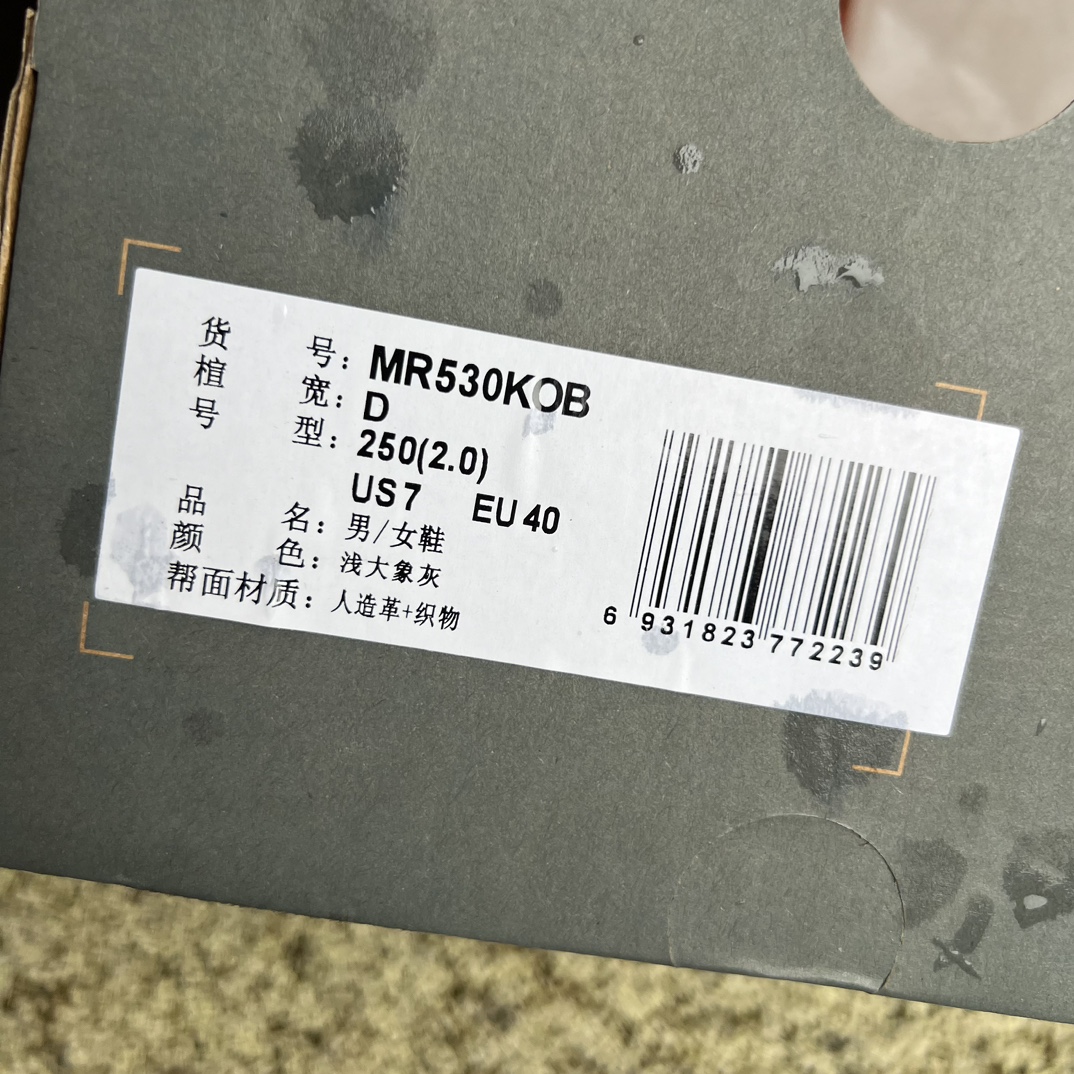 货 号：MR530KOB
楦 宽：D
号 型：250(2.0)
US 7 EU 40
品 名：男/女鞋
颜 色：浅大象灰
帮面材质：人造革+织物
6 931823 772239